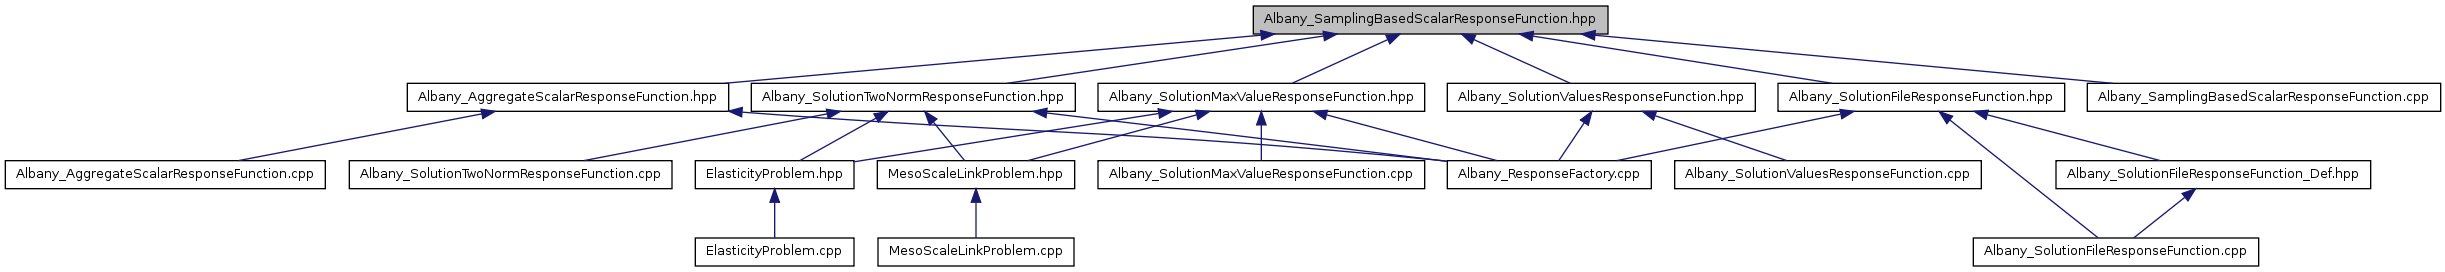 Albany_SamplingBasedScalarResponseFunction.hpp
Albany_AggregateScalarResponseFunction.hpp
Albany_SolutionTwoNormResponseFunction.hpp
Albany_SolutionMaxValueResponseFunction.hpp
Albany_SolutionValuesResponseFunction.hpp
Albany_SolutionFileResponseFunction.hpp
Albany_SamplingBasedScalarResponseFunction.cpp
Albany_AggregateScalarResponseFunction.cpp
Albany_SolutionTwoNormResponseFunction.cpp
ElasticityProblem.hpp
MesoScaleLinkProblem.hpp
Albany_SolutionMaxValueResponseFunction.cpp
Albany_ResponseFactory.cpp
Albany_SolutionValuesResponseFunction.cpp
Albany_SolutionFileResponseFunction_Def.hpp
ElasticityProblem.cpp
MesoScaleLinkProblem.cpp
Albany_SolutionFileResponseFunction.cpp